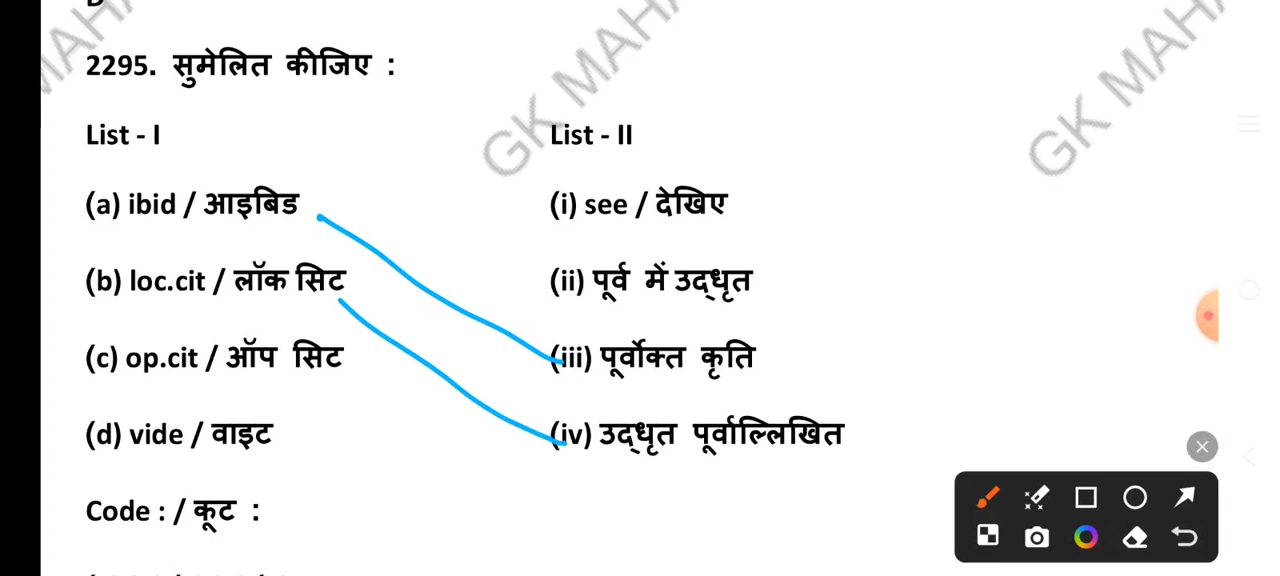 2295. सुमेलित कीजिए :
List - I List - II
(a) ibid / आइबिड (i) see / देखिए
(b) loc.cit / लॉक सिट (ii) पूर्व में उद्धृत
(c) op.cit / ऑप सिट (iii) पूर्वोक्त कृति
(d) vide / वाइट (iv) उद्धृत पूर्वाल्लिखित
Code : / कूट :
GK MAH
GK MAH
MAH